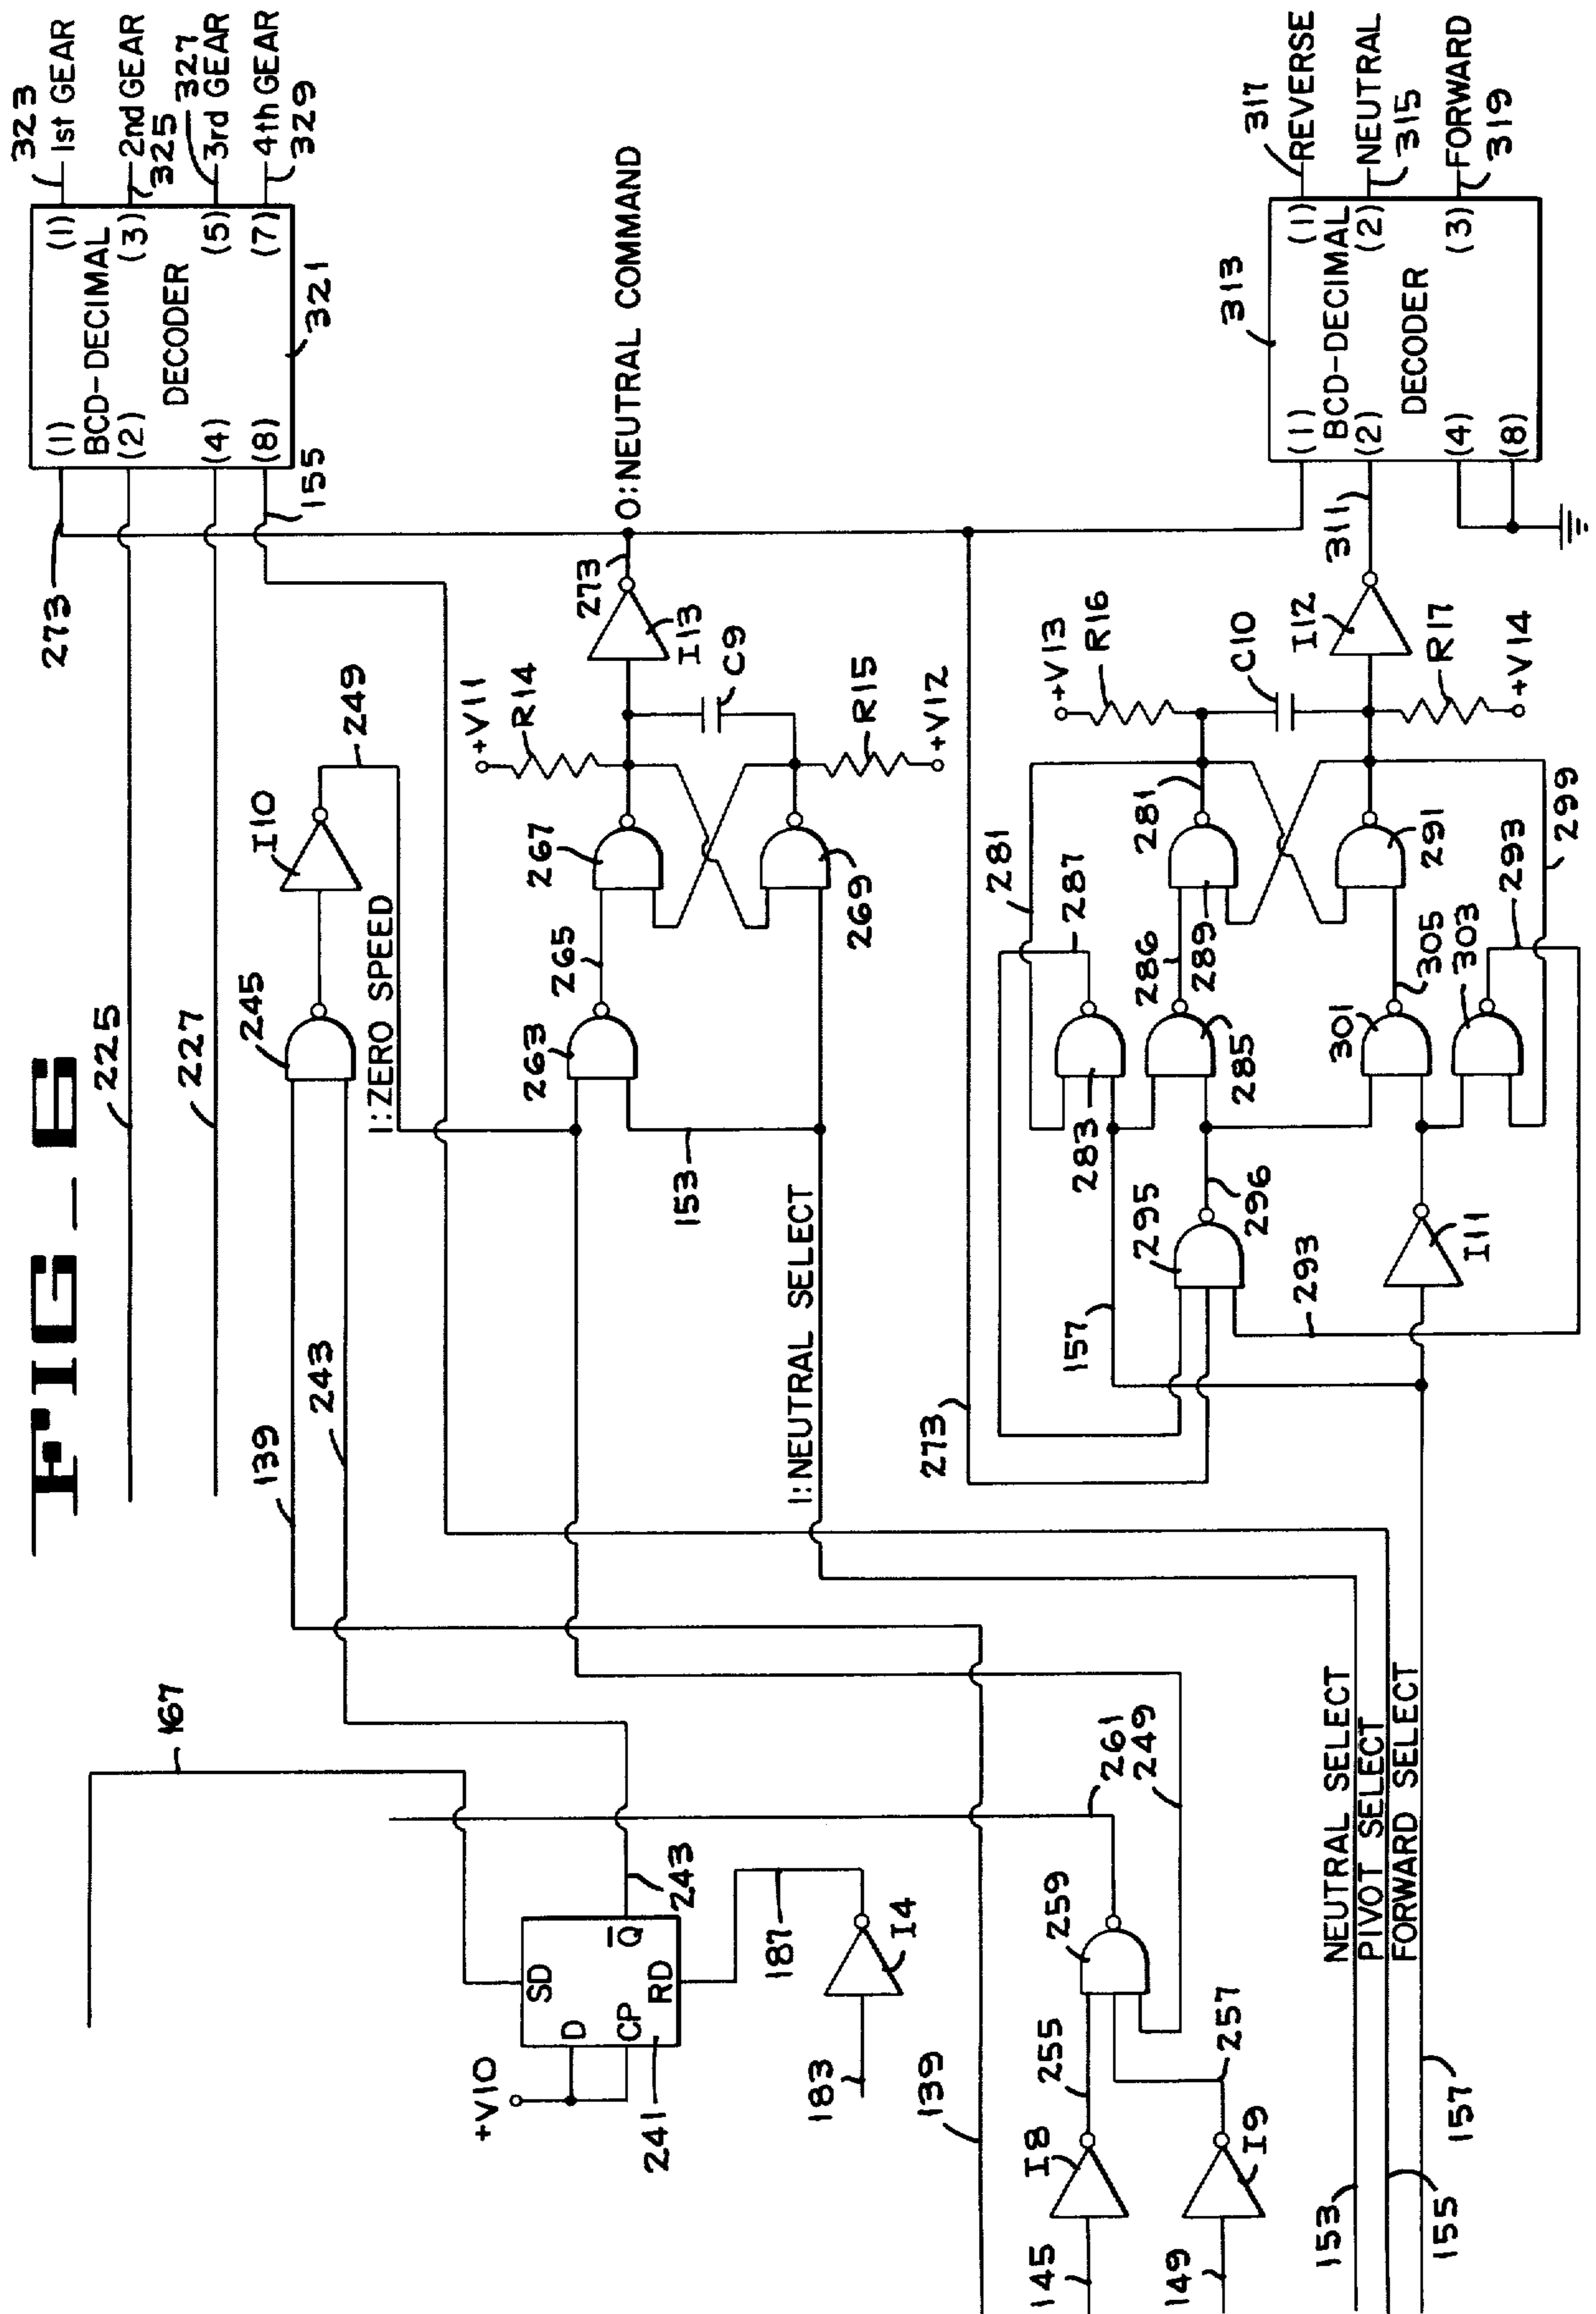 FIG_6
323
1st GEAR
2nd GEAR
325
327
3rd GEAR
4th GEAR
329
(1)
(1)
BCD-DECIMAL
(2)
(3)
DECODER
(4)
(5)
(8)
(7)
321
155
273
225
227
139
243
245
I10
249
1:ZERO SPEED
167
+V10
SD
D
Q
CP
RD
241
243
187
183
I4
263
265
267
269
+V11
R14
I13
C9
R15
+V12
273
0:NEUTRAL COMMAND
153
1:NEUTRAL SELECT
139
145
I8
255
259
261
249
149
I9
257
273
281
287
283
286
285
289
281
+V13
R16
C10
I12
R17
+V14
157
295
296
293
I11
301
303
305
291
293
299
311
313
(1)
(1)
BCD-DECIMAL
(2)
(2)
DECODER
(4)
(3)
(8)
317
REVERSE
NEUTRAL
315
FORWARD
319
NEUTRAL SELECT
PIVOT SELECT
FORWARD SELECT
153
155
157